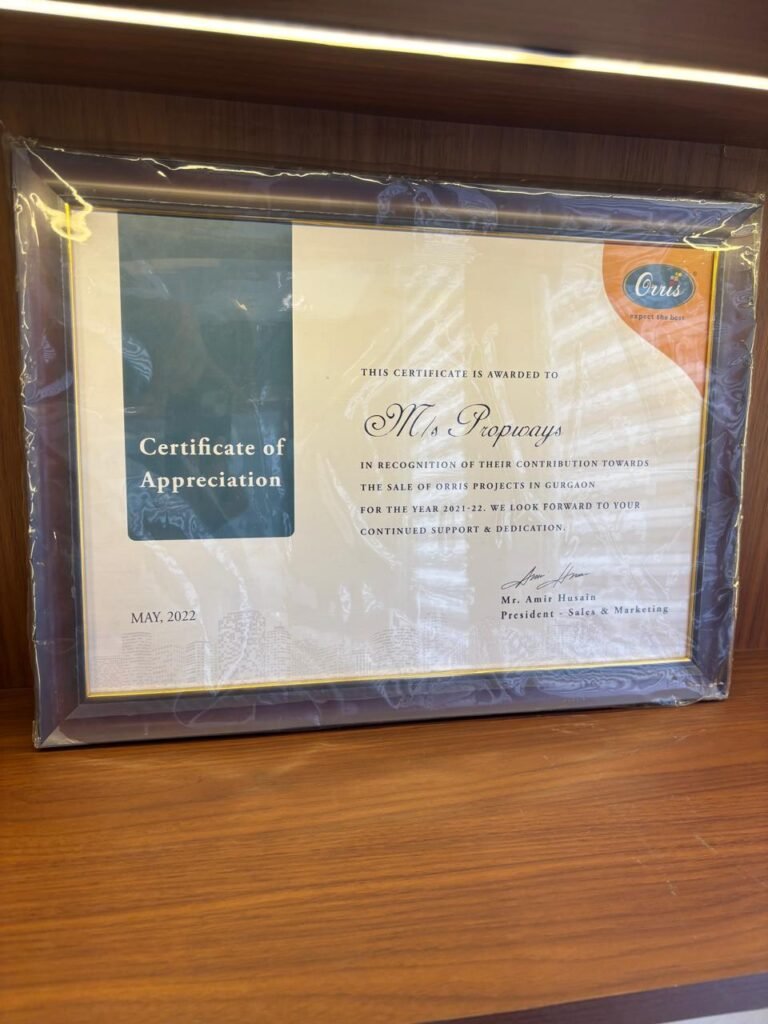 Orris
expect the best
THIS CERTIFICATE IS AWARDED TO
M/s Propways
Certificate of
Appreciation
IN RECOGNITION OF THEIR CONTRIBUTION TOWARDS
THE SALE OF ORRIS PROJECTS IN GURGAON
FOR THE YEAR 2021-22. WE LOOK FORWARD TO YOUR
CONTINUED SUPPORT & DEDICATION.
Mr. Amir Husain
President - Sales & Marketing
MAY, 2022